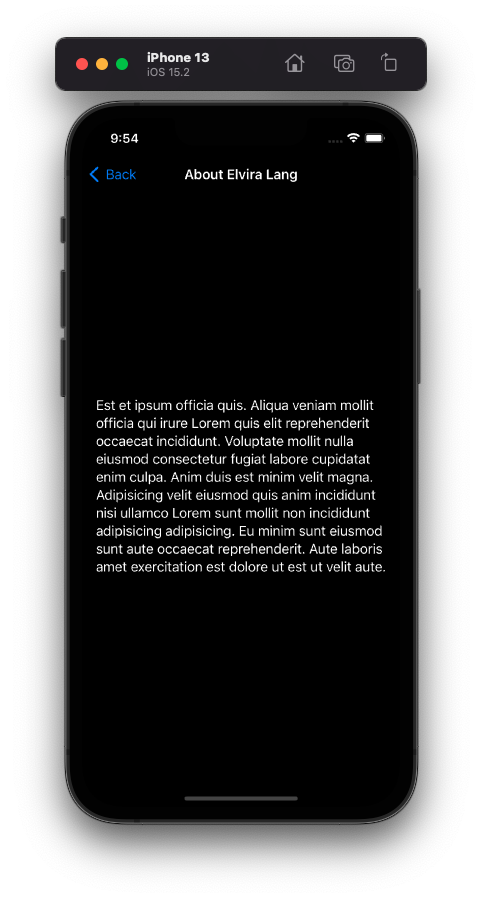 iPhone 13
iOS 15.2
9:54
Back
About Elvira Lang
Est et ipsum officia quis. Aliqua veniam mollit
officia qui irure Lorem quis elit reprehenderit
occaecat incididunt. Voluptate mollit nulla
eiusmod consectetur fugiat labore cupidatat
enim culpa. Anim duis est minim velit magna.
Adipisicing velit eiusmod quis anim incididunt
nisi ullamco Lorem sunt mollit non incididunt
adipisicing adipisicing. Eu minim sunt eiusmod
sunt aute occaecat reprehenderit. Aute laboris
amet exercitation est dolore ut est ut velit aute.